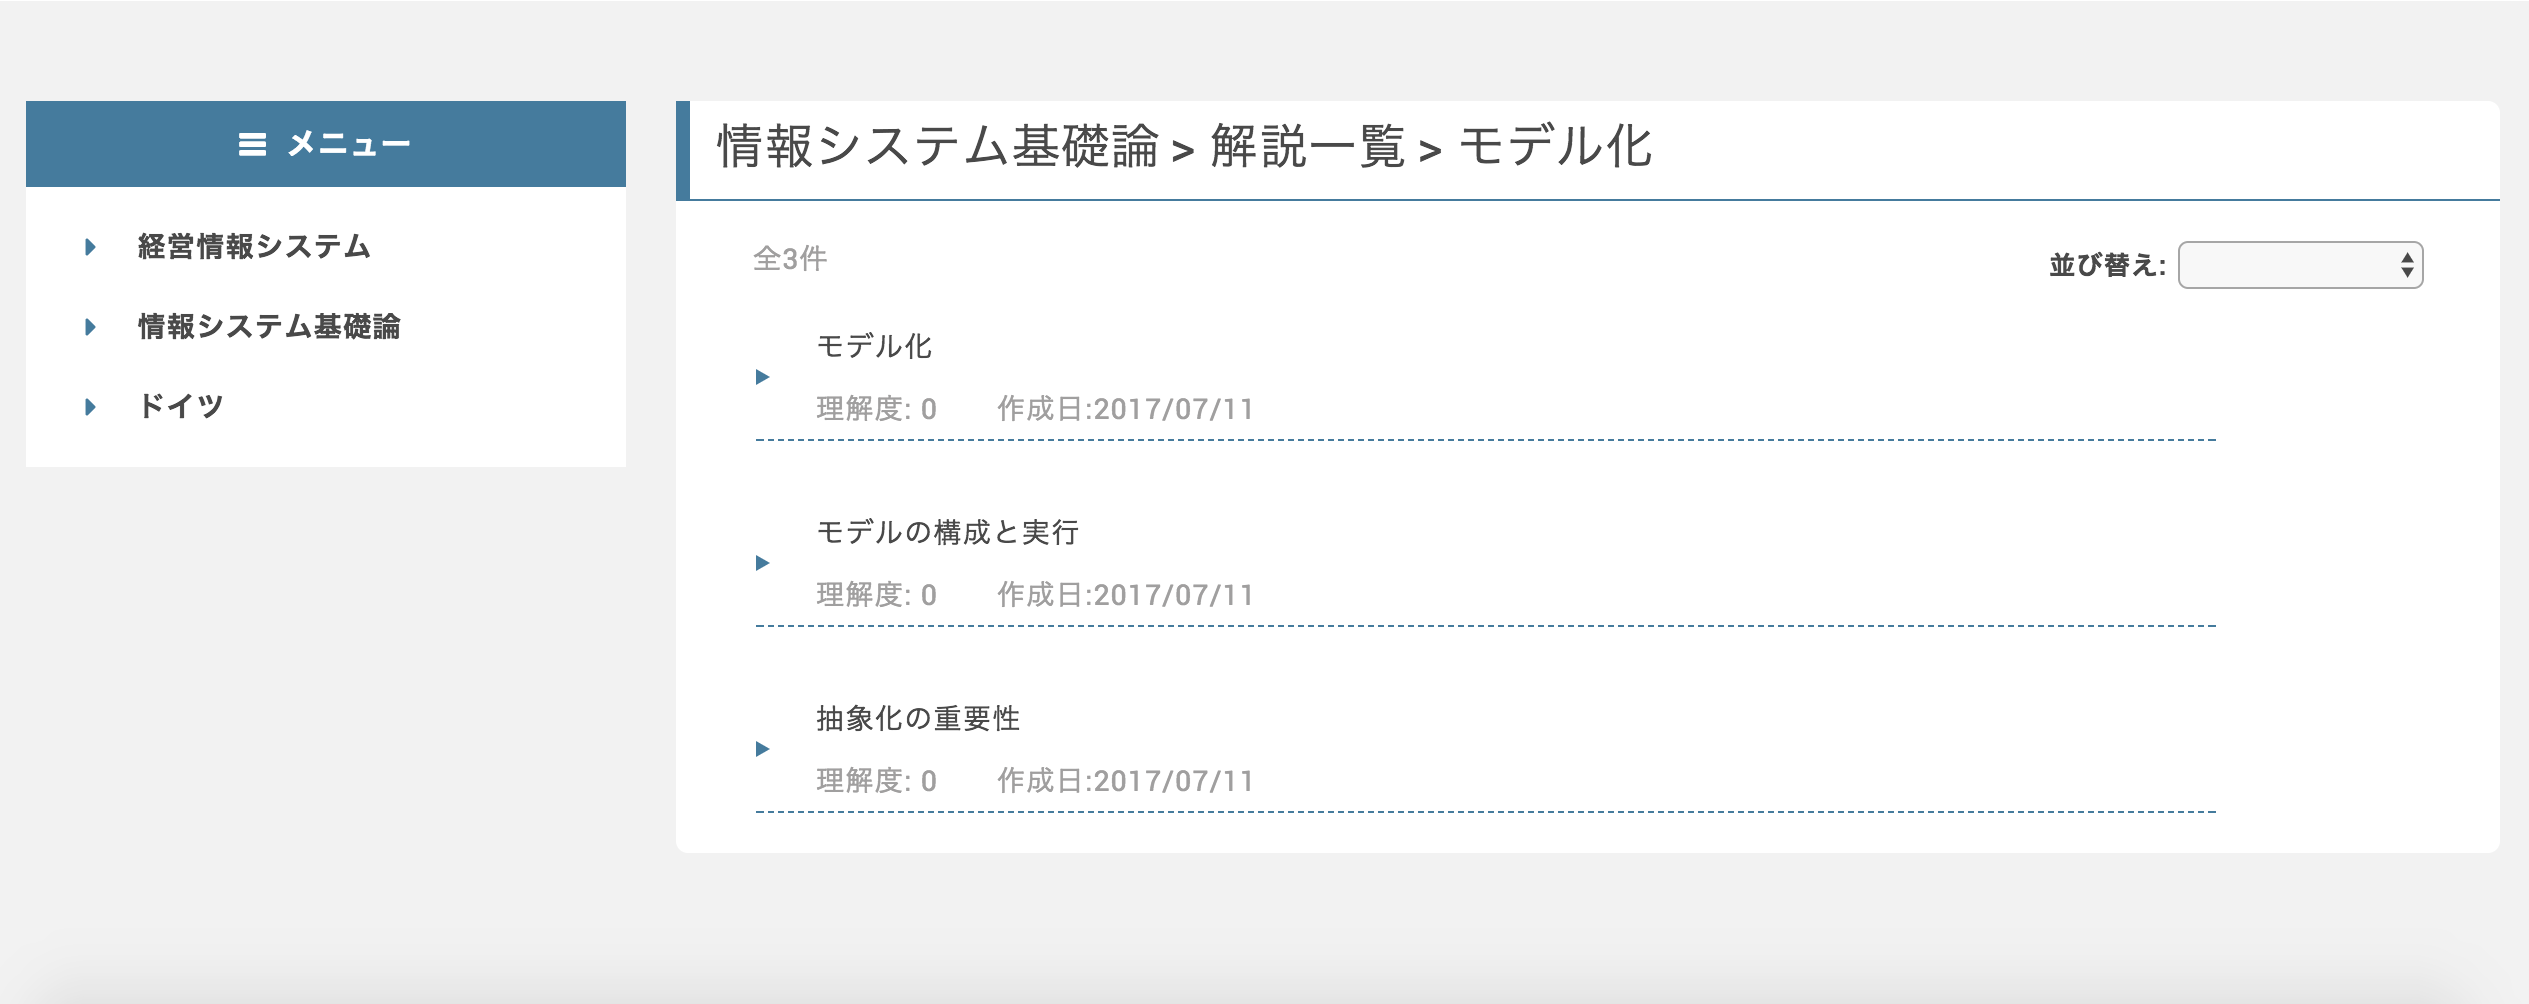 メニュー
経営情報システム
情報システム基礎論
ドイツ
情報システム基礎論 > 解説一覧 > モデル化
全3件
並び替え:
モデル化
理解度: 0 作成日:2017/07/11
モデルの構成と実行
理解度: 0 作成日:2017/07/11
抽象化の重要性
理解度: 0 作成日:2017/07/11